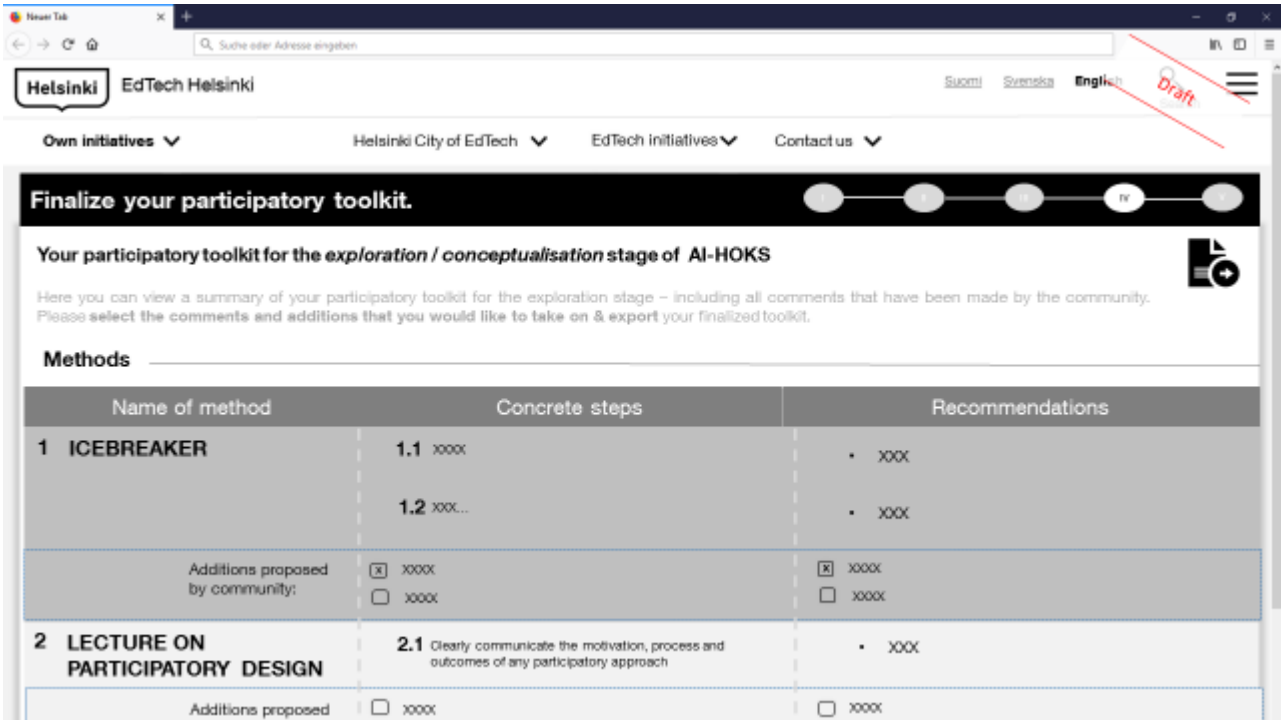 Neuer Tab
Suche oder Adresse eingeben
Helsinki EdTech Helsinki
Suomi Svenska English
Draft
Own initiatives Helsinki City of EdTech EdTech initiatives Contact us
Finalize your participatory toolkit.
IV
Your participatory toolkit for the exploration / conceptualisation stage of AI-HOKS
Here you can view a summary of your participatory toolkit for the exploration stage – including all comments that have been made by the community.
Please select the comments and additions that you would like to take on & export your finalized toolkit.
Methods
Name of method Concrete steps Recommendations
1 ICEBREAKER 1.1 xxxx • XXX
1.2 xxx... • XXX
Additions proposed by community: x xxxx x xxxx
xxxx xxxx
2 LECTURE ON PARTICIPATORY DESIGN 2.1 Clearly communicate the motivation, process and outcomes of any participatory approach • XXX
Additions proposed xxxx xxxx